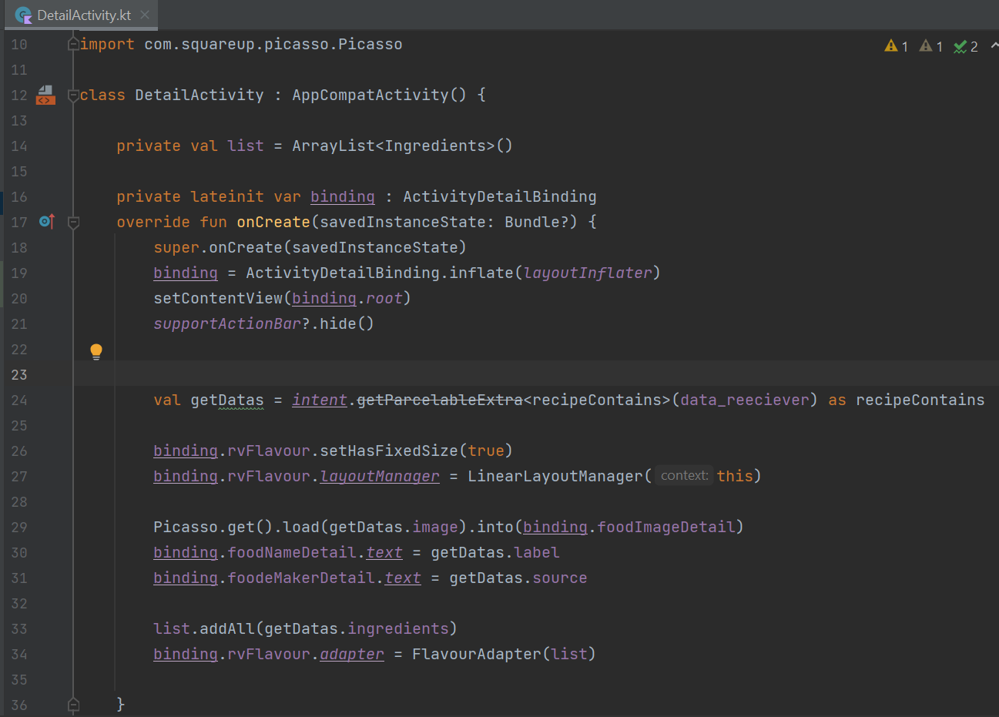 DetailActivity.kt
10 import com.squareup.picasso.Picasso
1 1 2
11
12 class DetailActivity : AppCompatActivity() {
13
14 private val list = ArrayList<Ingredients>()
15
16 private lateinit var binding : ActivityDetailBinding
17 override fun onCreate(savedInstanceState: Bundle?) {
18 super.onCreate(savedInstanceState)
19 binding = ActivityDetailBinding.inflate(layoutInflater)
20 setContentView(binding.root)
21 supportActionBar?.hide()
22
23
24 val getDatas = intent.getParcelableExtra<recipeContains>(data_reeciever) as recipeContains
25
26 binding.rvFlavour.setHasFixedSize(true)
27 binding.rvFlavour.layoutManager = LinearLayoutManager( context: this)
28
29 Picasso.get().load(getDatas.image).into(binding.foodImageDetail)
30 binding.foodNameDetail.text = getDatas.label
31 binding.foodeMakerDetail.text = getDatas.source
32
33 list.addAll(getDatas.ingredients)
34 binding.rvFlavour.adapter = FlavourAdapter(list)
35
36 }